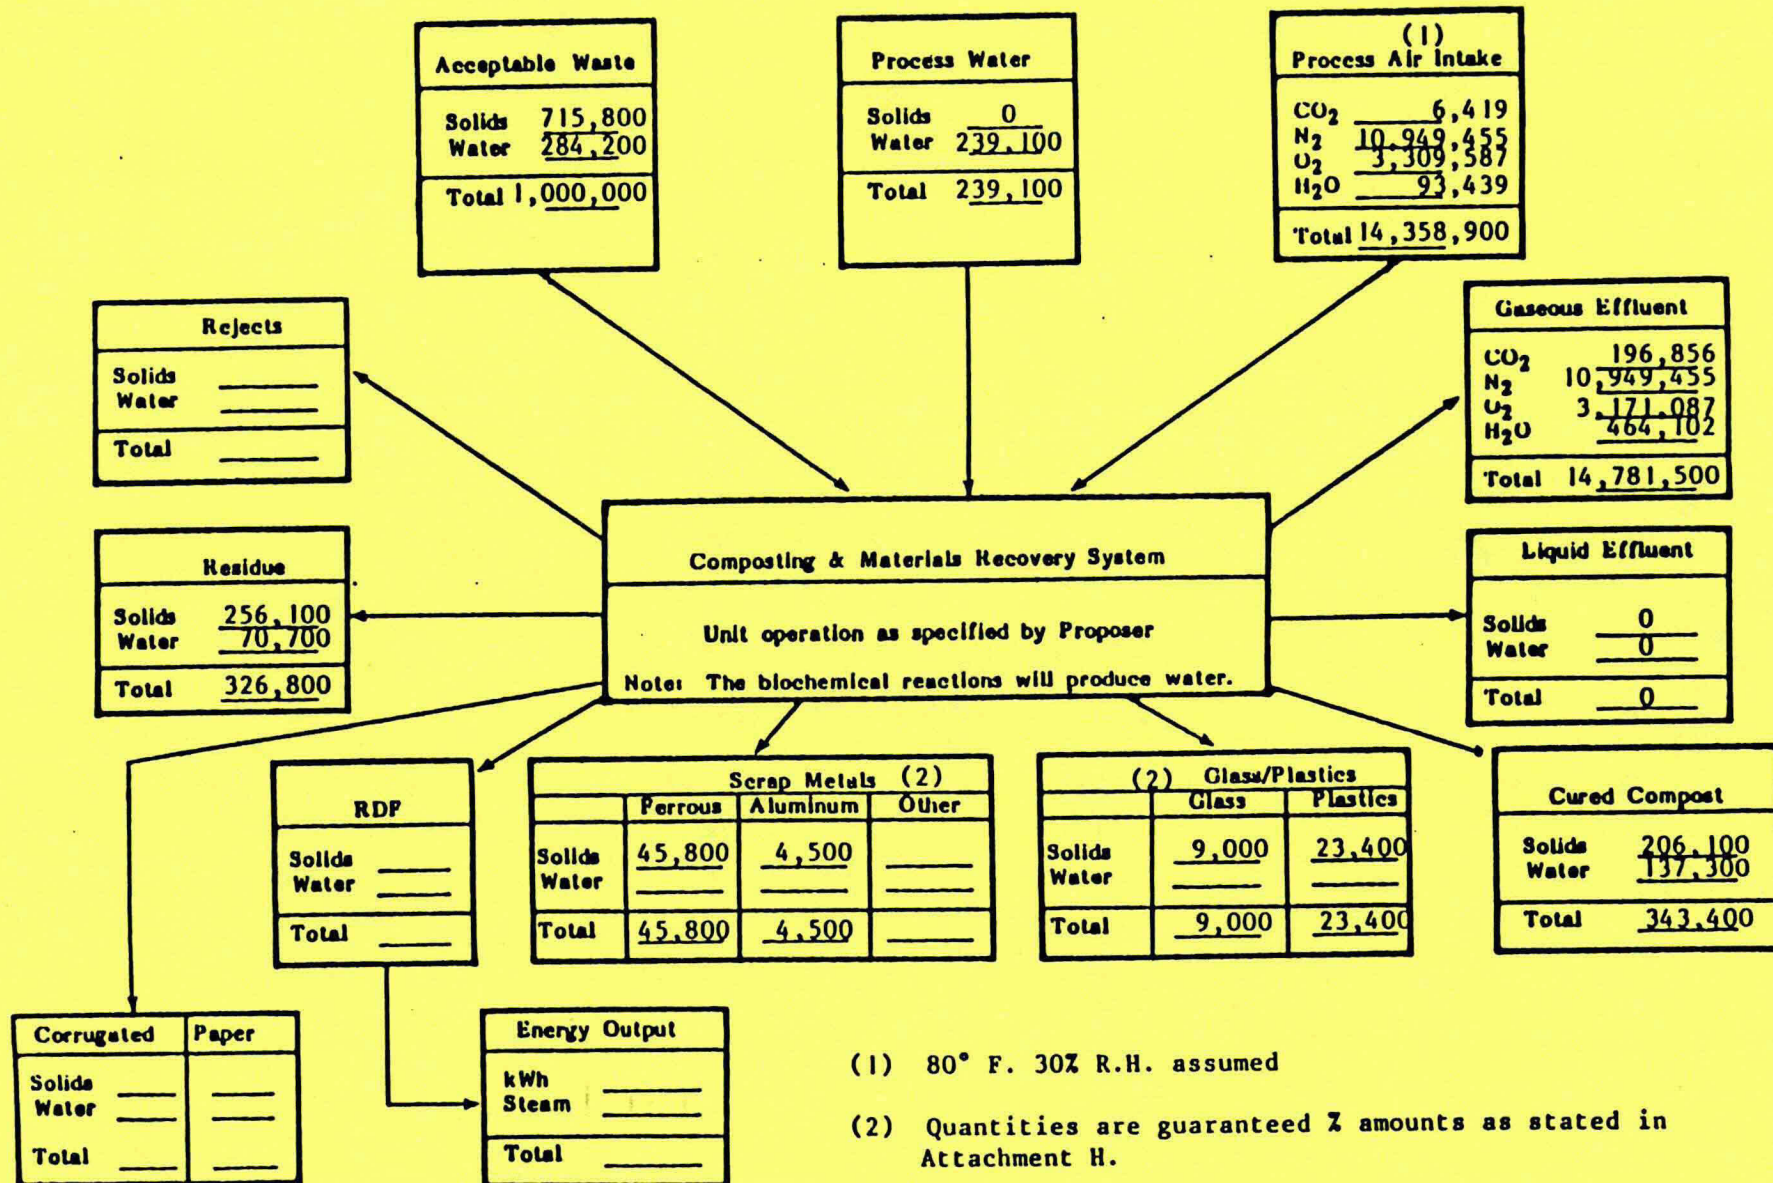 Acceptable Waste
Solids 715,800
Water 284,200
Total 1,000,000
Process Water
Solids 0
Water 239,100
Total 239,100
(1)
Process Air Intake
CO2 6,419
N2 10,949,455
O2 3,309,587
H2O 93,439
Total 14,358,900
Rejects
Solids
Water
Total
Gaseous Effluent
CO2 196,856
N2 10,949,455
O2 3,171,087
H2O 464,102
Total 14,781,500
Residue
Solids 256,100
Water 70,700
Total 326,800
Composting & Materials Recovery System
Unit operation as specified by Proposer
Note: The biochemical reactions will produce water.
Liquid Effluent
Solids 0
Water 0
Total 0
RDF
Solids
Water
Total
Scrap Metals (2)
Ferrous Aluminum Other
Solids 45,800 4,500
Water
Total 45,800 4,500
(2) Glass/Plastics
Glass Plastics
Solids 9,000 23,400
Water
Total 9,000 23,400
Cured Compost
Solids 206,100
Water 137,300
Total 343,400
Corrugated Paper
Solids
Water
Total
Energy Output
kWh
Steam
Total
(1) 80° F. 30% R.H. assumed
(2) Quantities are guaranteed % amounts as stated in
Attachment H.